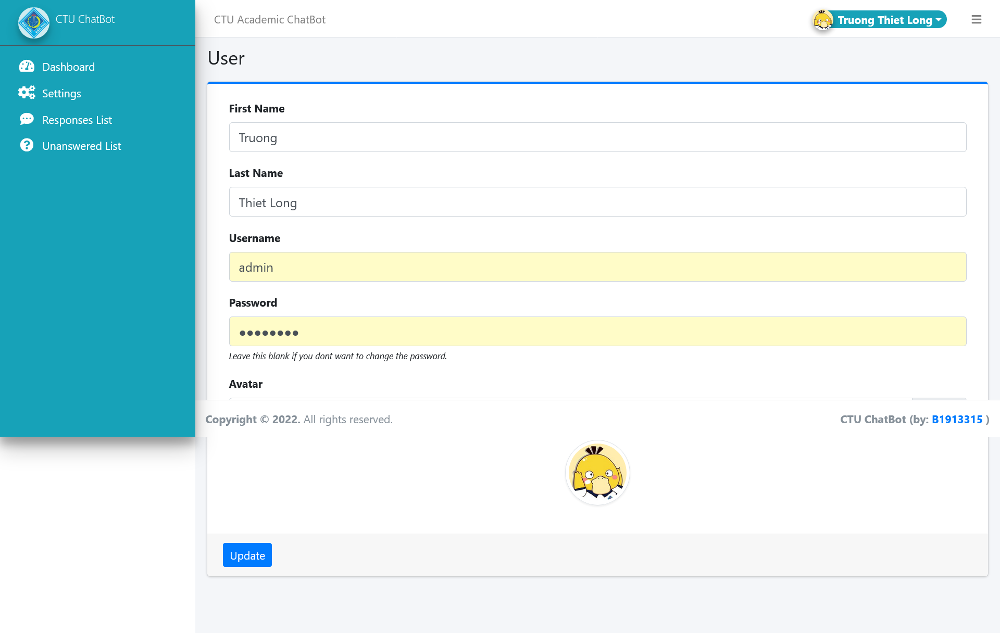 CTU ChatBot
CTU Academic ChatBot
Truong Thiet Long
Dashboard
Settings
Responses List
Unanswered List
User
First Name
Truong
Last Name
Thiet Long
Username
admin
Password
••••••••
Leave this blank if you dont want to change the password.
Avatar
Copyright © 2022. All rights reserved.
CTU ChatBot (by: B1913315 )
Update